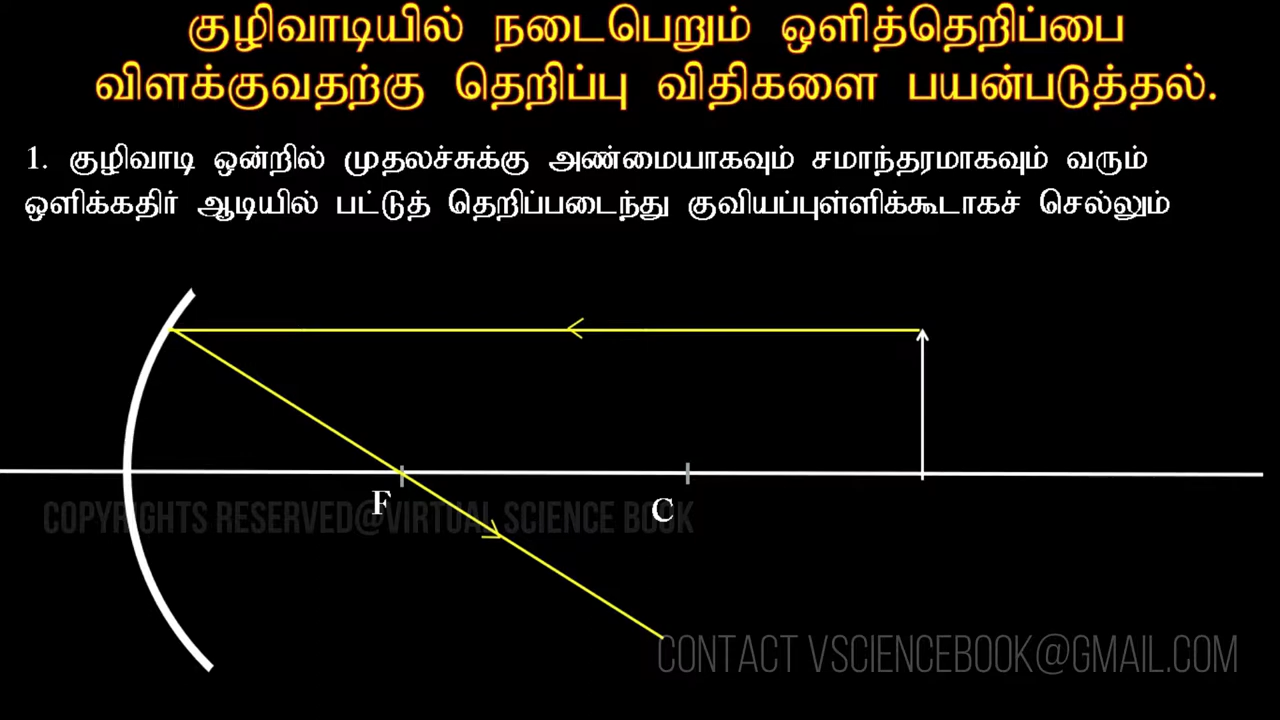 குழிவாடியில் நடைபெறும் ஒளித்தெறிப்பை
விளக்குவதற்கு தெறிப்பு விதிகளை பயன்படுத்தல்.
1. குழிவாடி ஒன்றில் முதலச்சுக்கு அண்மையாகவும் சமாந்தரமாகவும் வரும்
ஒளிக்கதிர் ஆடியில் பட்டுத் தெறிப்படைந்து குவியப்புள்ளிக்கூடாகச் செல்லும்
F
C
COPYRIGHTS RESERVED@VIRTUAL SCIENCE BOOK
CONTACT VSCIENCEBOOK@GMAIL.COM